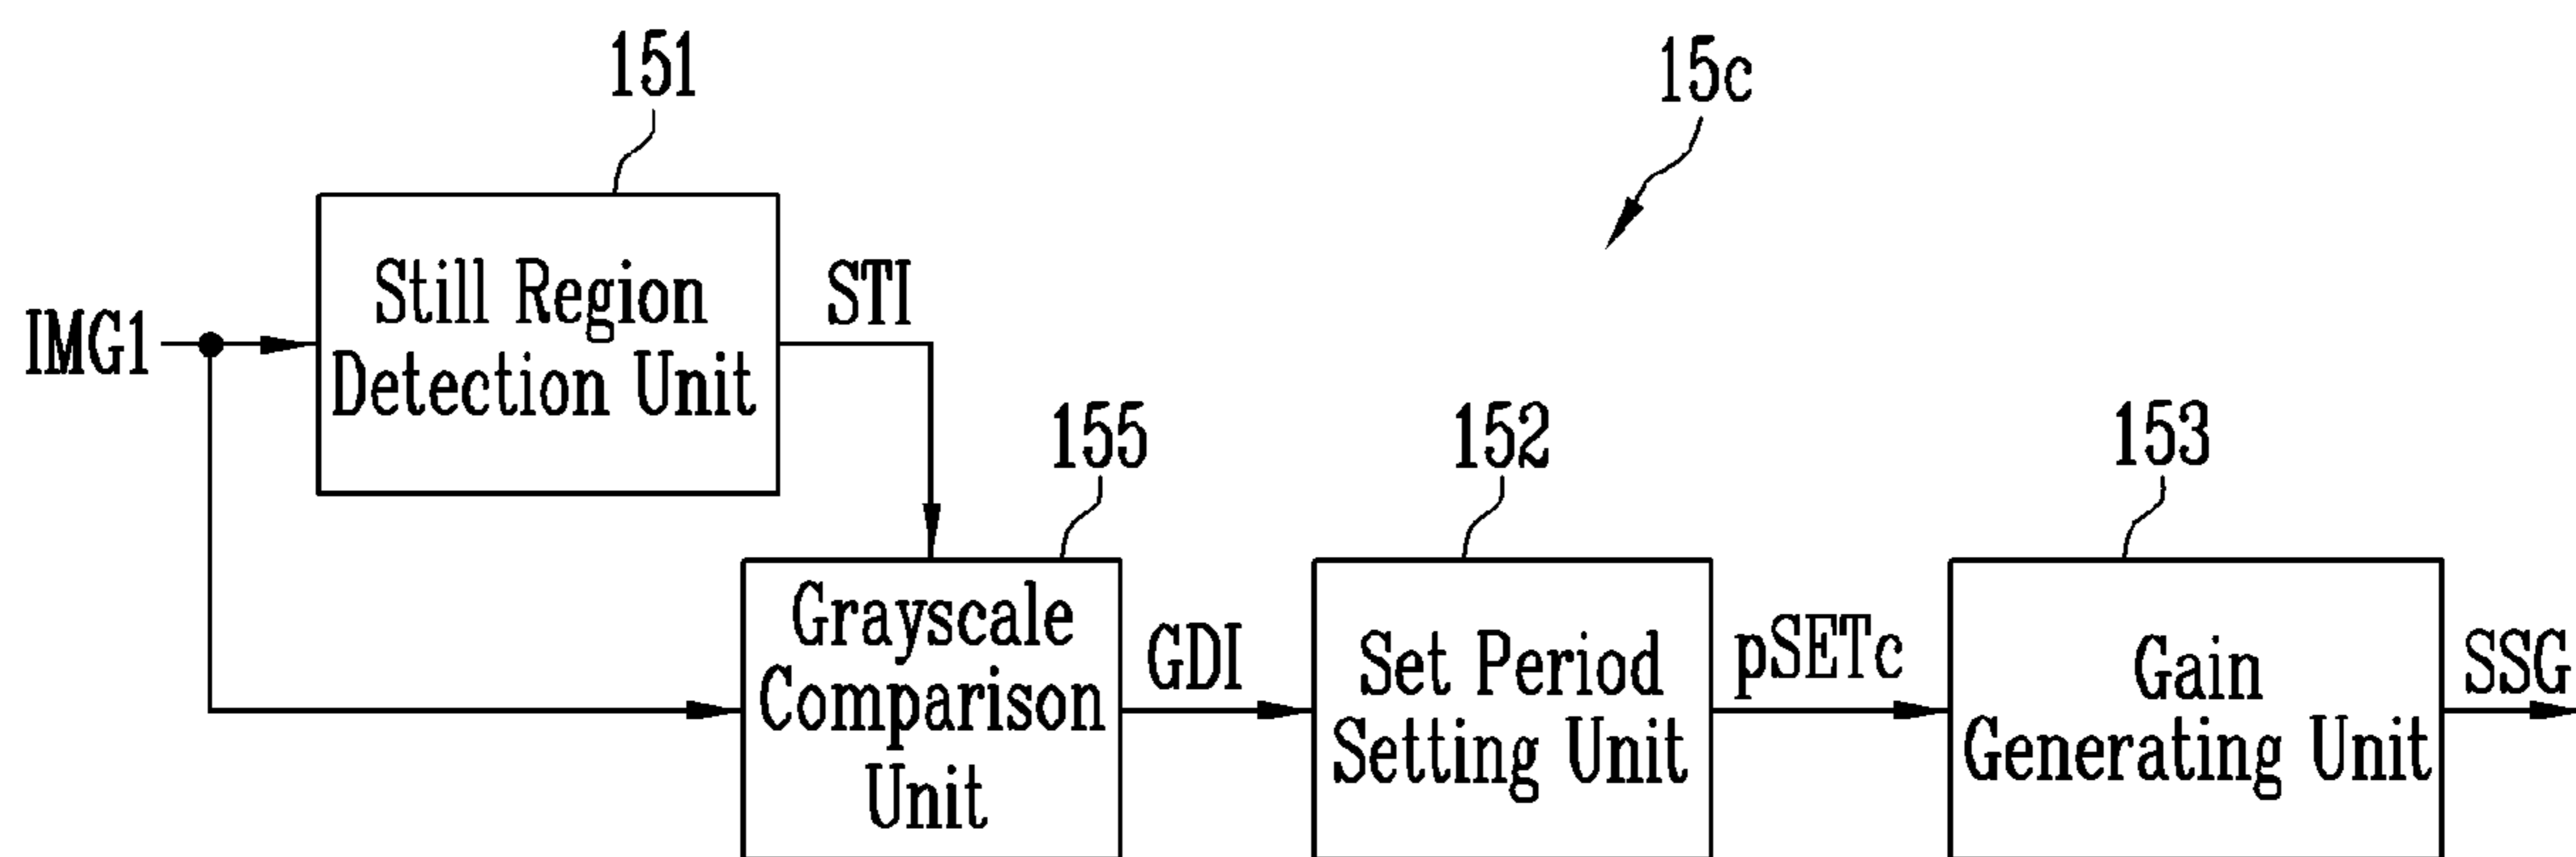 151
15c
IMG1
Still Region
Detection Unit
STI
155
152
153
Grayscale
Comparison
Unit
GDI
Set Period
Setting Unit
pSETc
Gain
Generating Unit
SSG